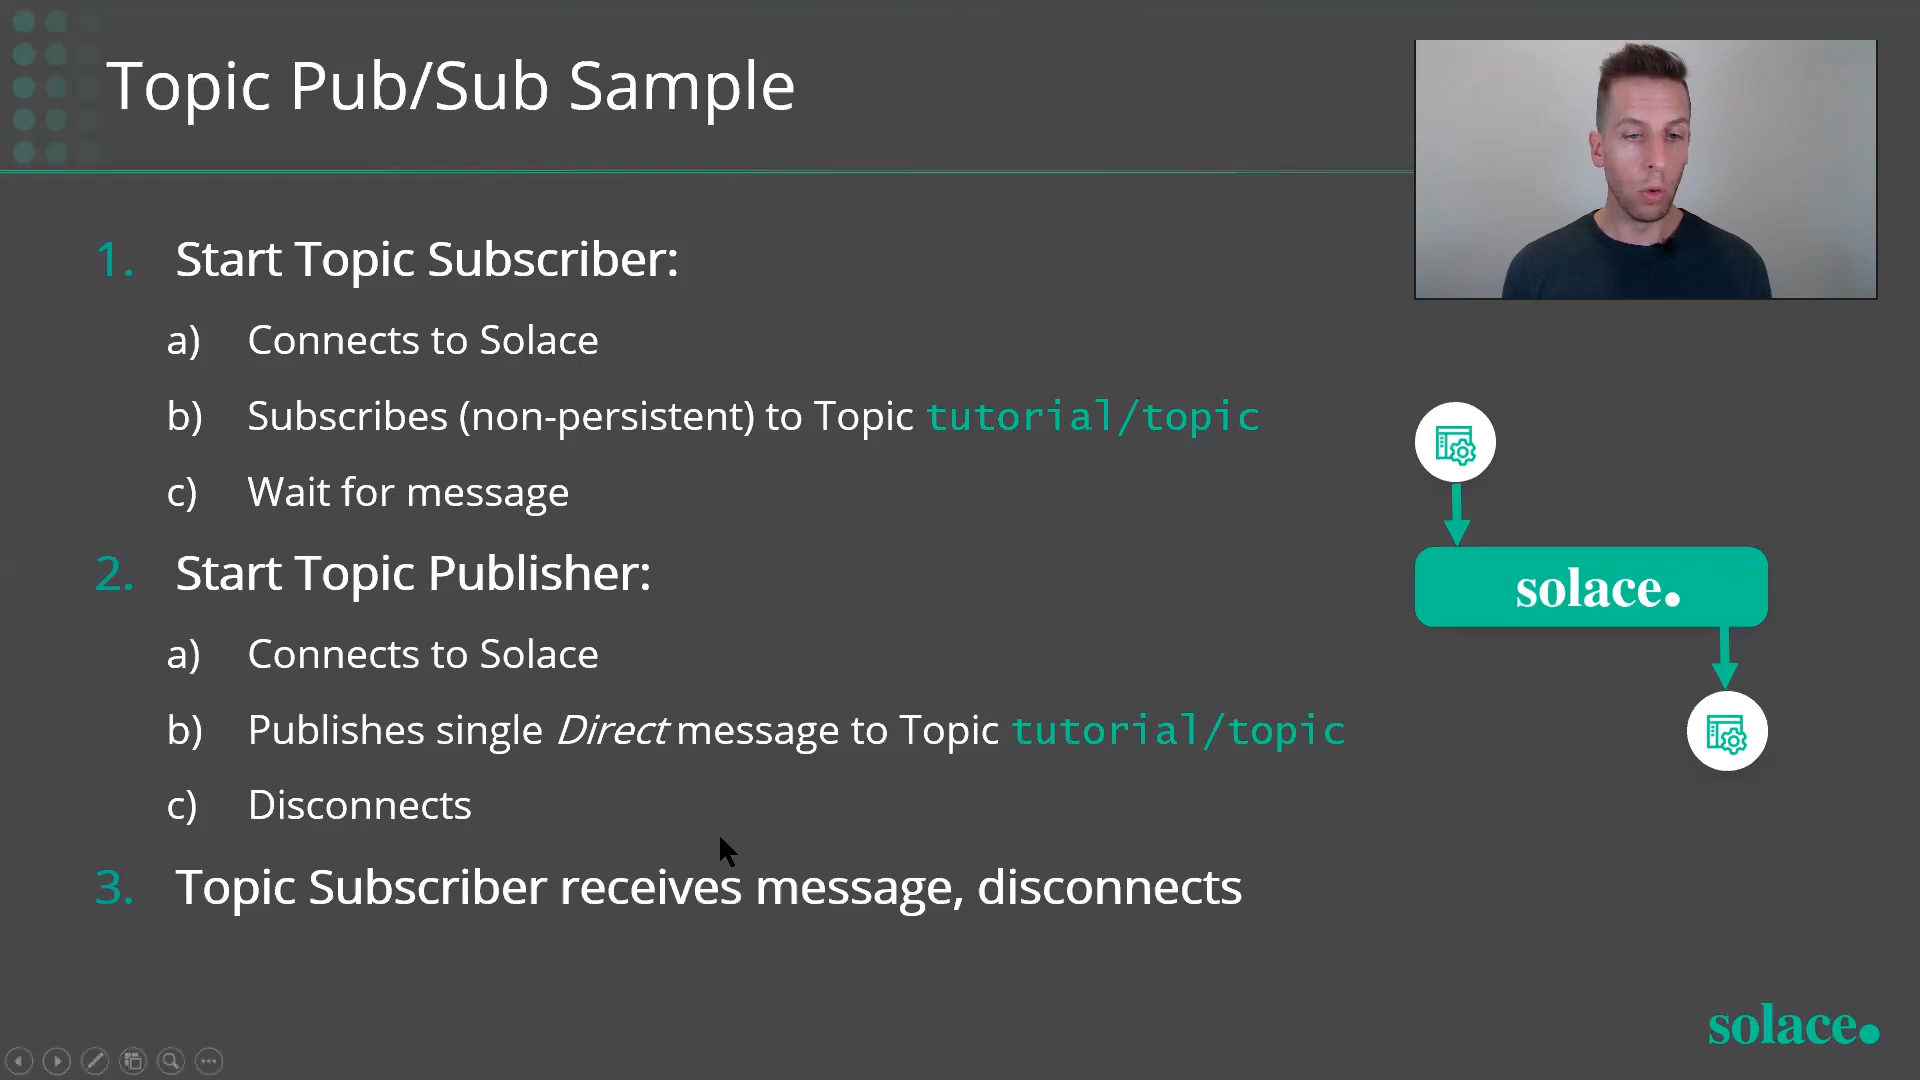 Topic Pub/Sub Sample
1. Start Topic Subscriber:
a) Connects to Solace
b) Subscribes (non-persistent) to Topic tutorial/topic
c) Wait for message
2. Start Topic Publisher:
a) Connects to Solace
b) Publishes single Direct message to Topic tutorial/topic
c) Disconnects
3. Topic Subscriber receives message, disconnects
solace.
solace.